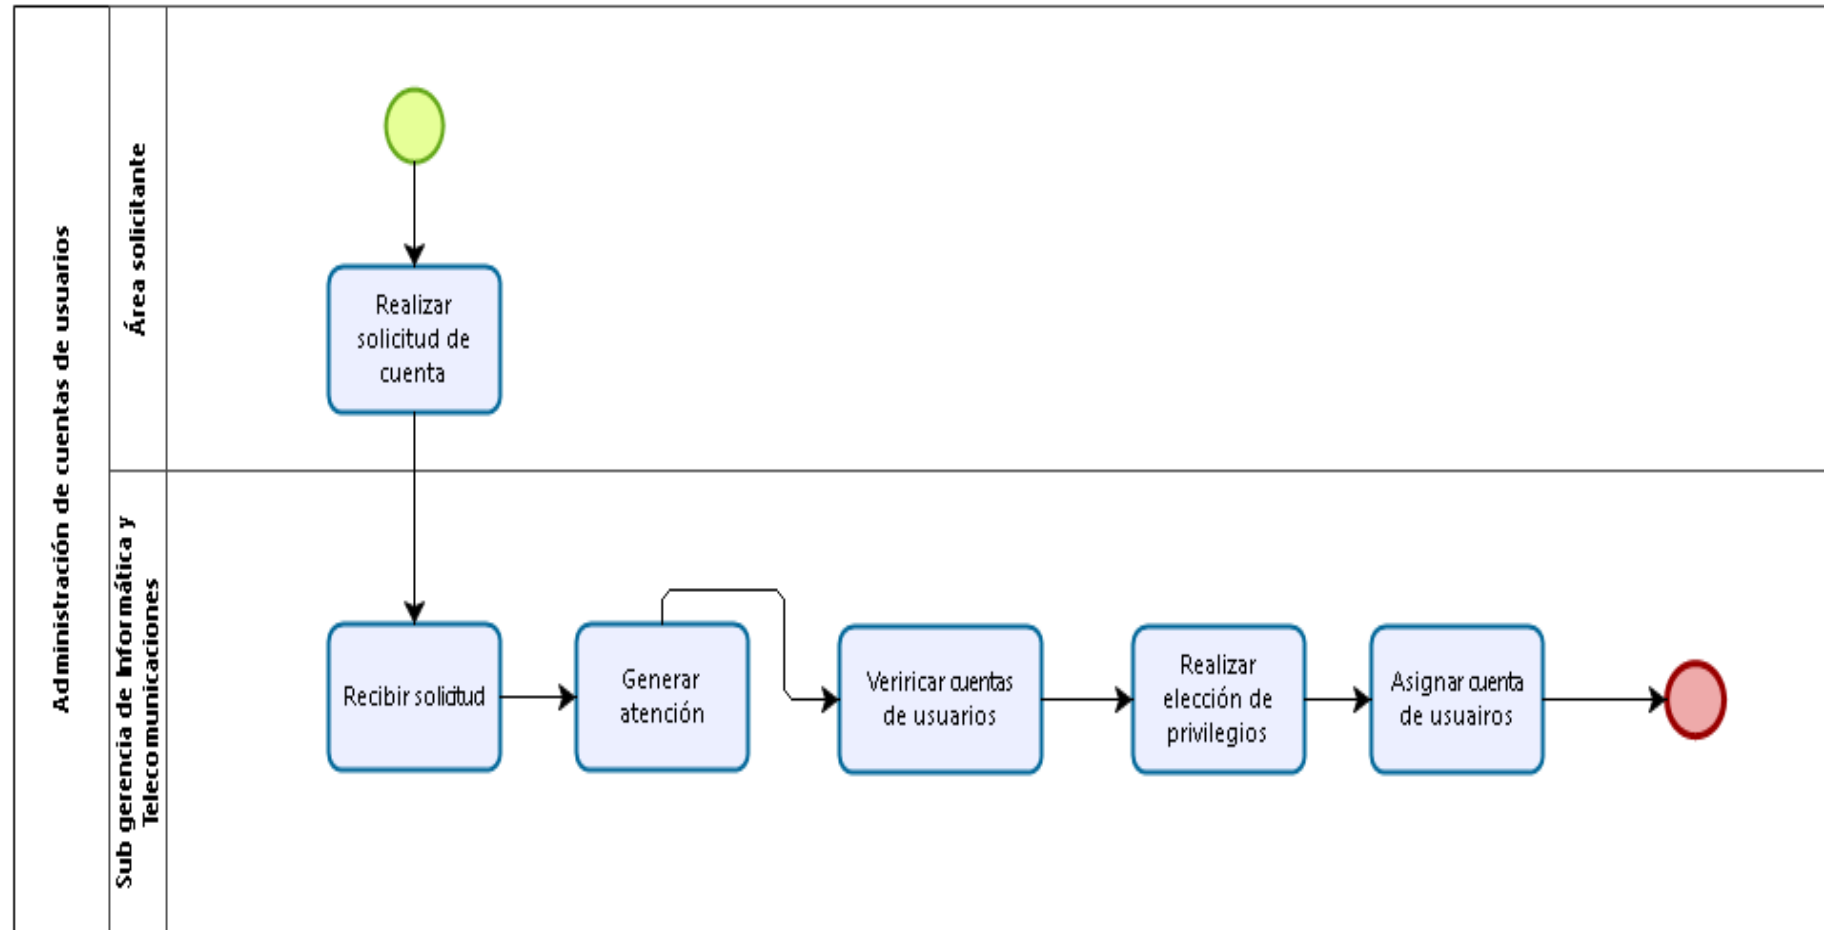 Administración de cuentas de usuarios
Área solicitante
Realizar
solicitud de
cuenta
Sub gerencia de Informática y
Telecomunicaciones
Recibir solicitud
Generar
atención
Veriricar cuentas
de usuarios
Realizar
elección de
privilegios
Asignar cuenta
de usuairos